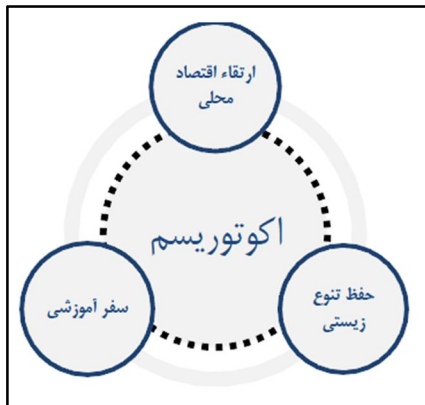 ارتقاء اقتصاد
محلی
اکوتوریسم
حفظ تنوع
زیستی
سفر آموزشی